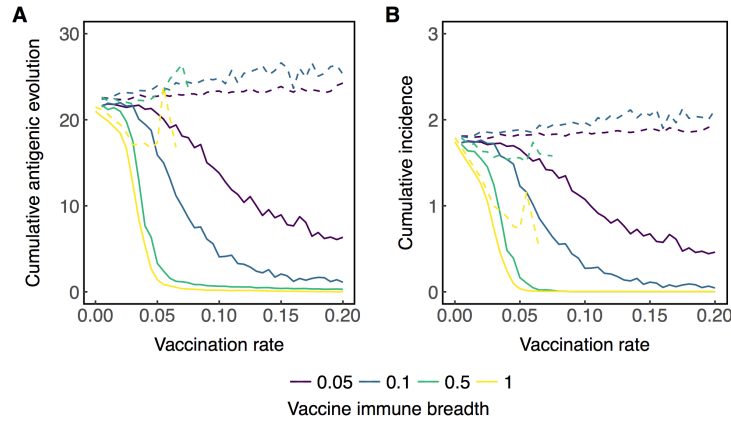 A
B
Cumulative antigenic evolution
30
20
10
0
0.00 0.05 0.10 0.15 0.20
Vaccination rate
Cumulative incidence
3
2
1
0
0.00 0.05 0.10 0.15 0.20
Vaccination rate
0.05 0.1 0.5 1
Vaccine immune breadth